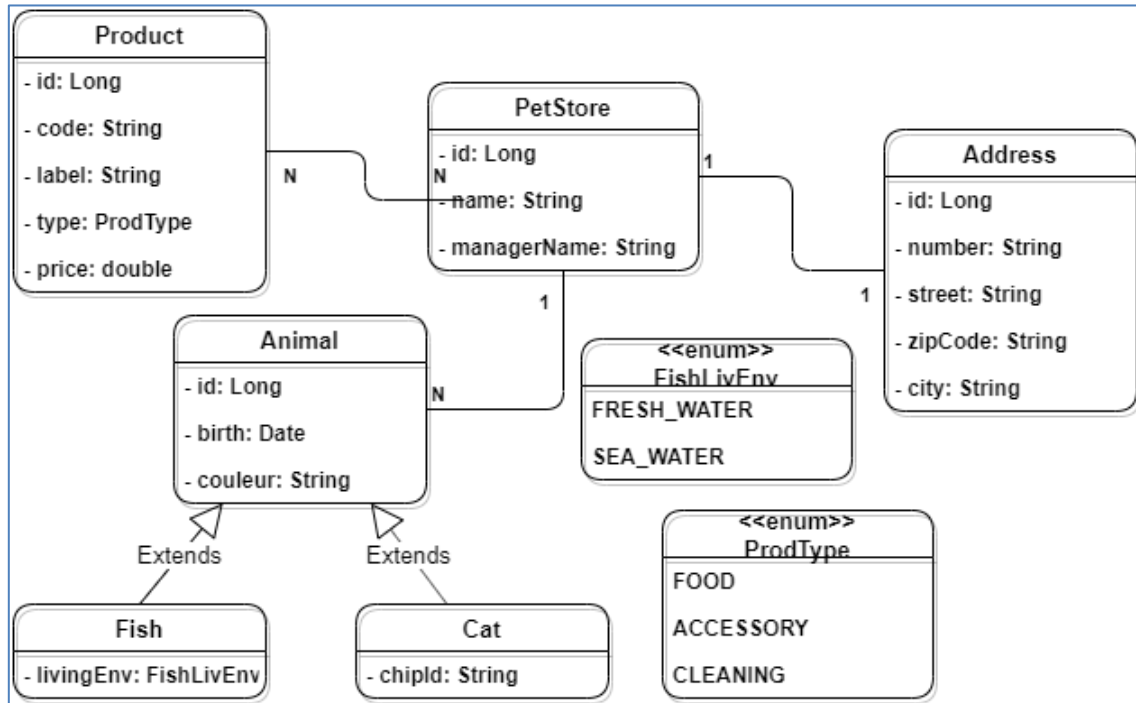 Product
- id: Long
- code: String
- label: String
- type: ProdType
- price: double
N
PetStore
- id: Long
N
- name: String
- managerName: String
1
1
Address
- id: Long
- number: String
- street: String
- zipCode: String
- city: String
1
Animal
- id: Long
- birth: Date
- couleur: String
N
<<enum>>
FishLivEnv
FRESH_WATER
SEA_WATER
<<enum>>
ProdType
FOOD
ACCESSORY
CLEANING
Extends
Extends
Fish
- livingEnv: FishLivEnv
Cat
- chipId: String